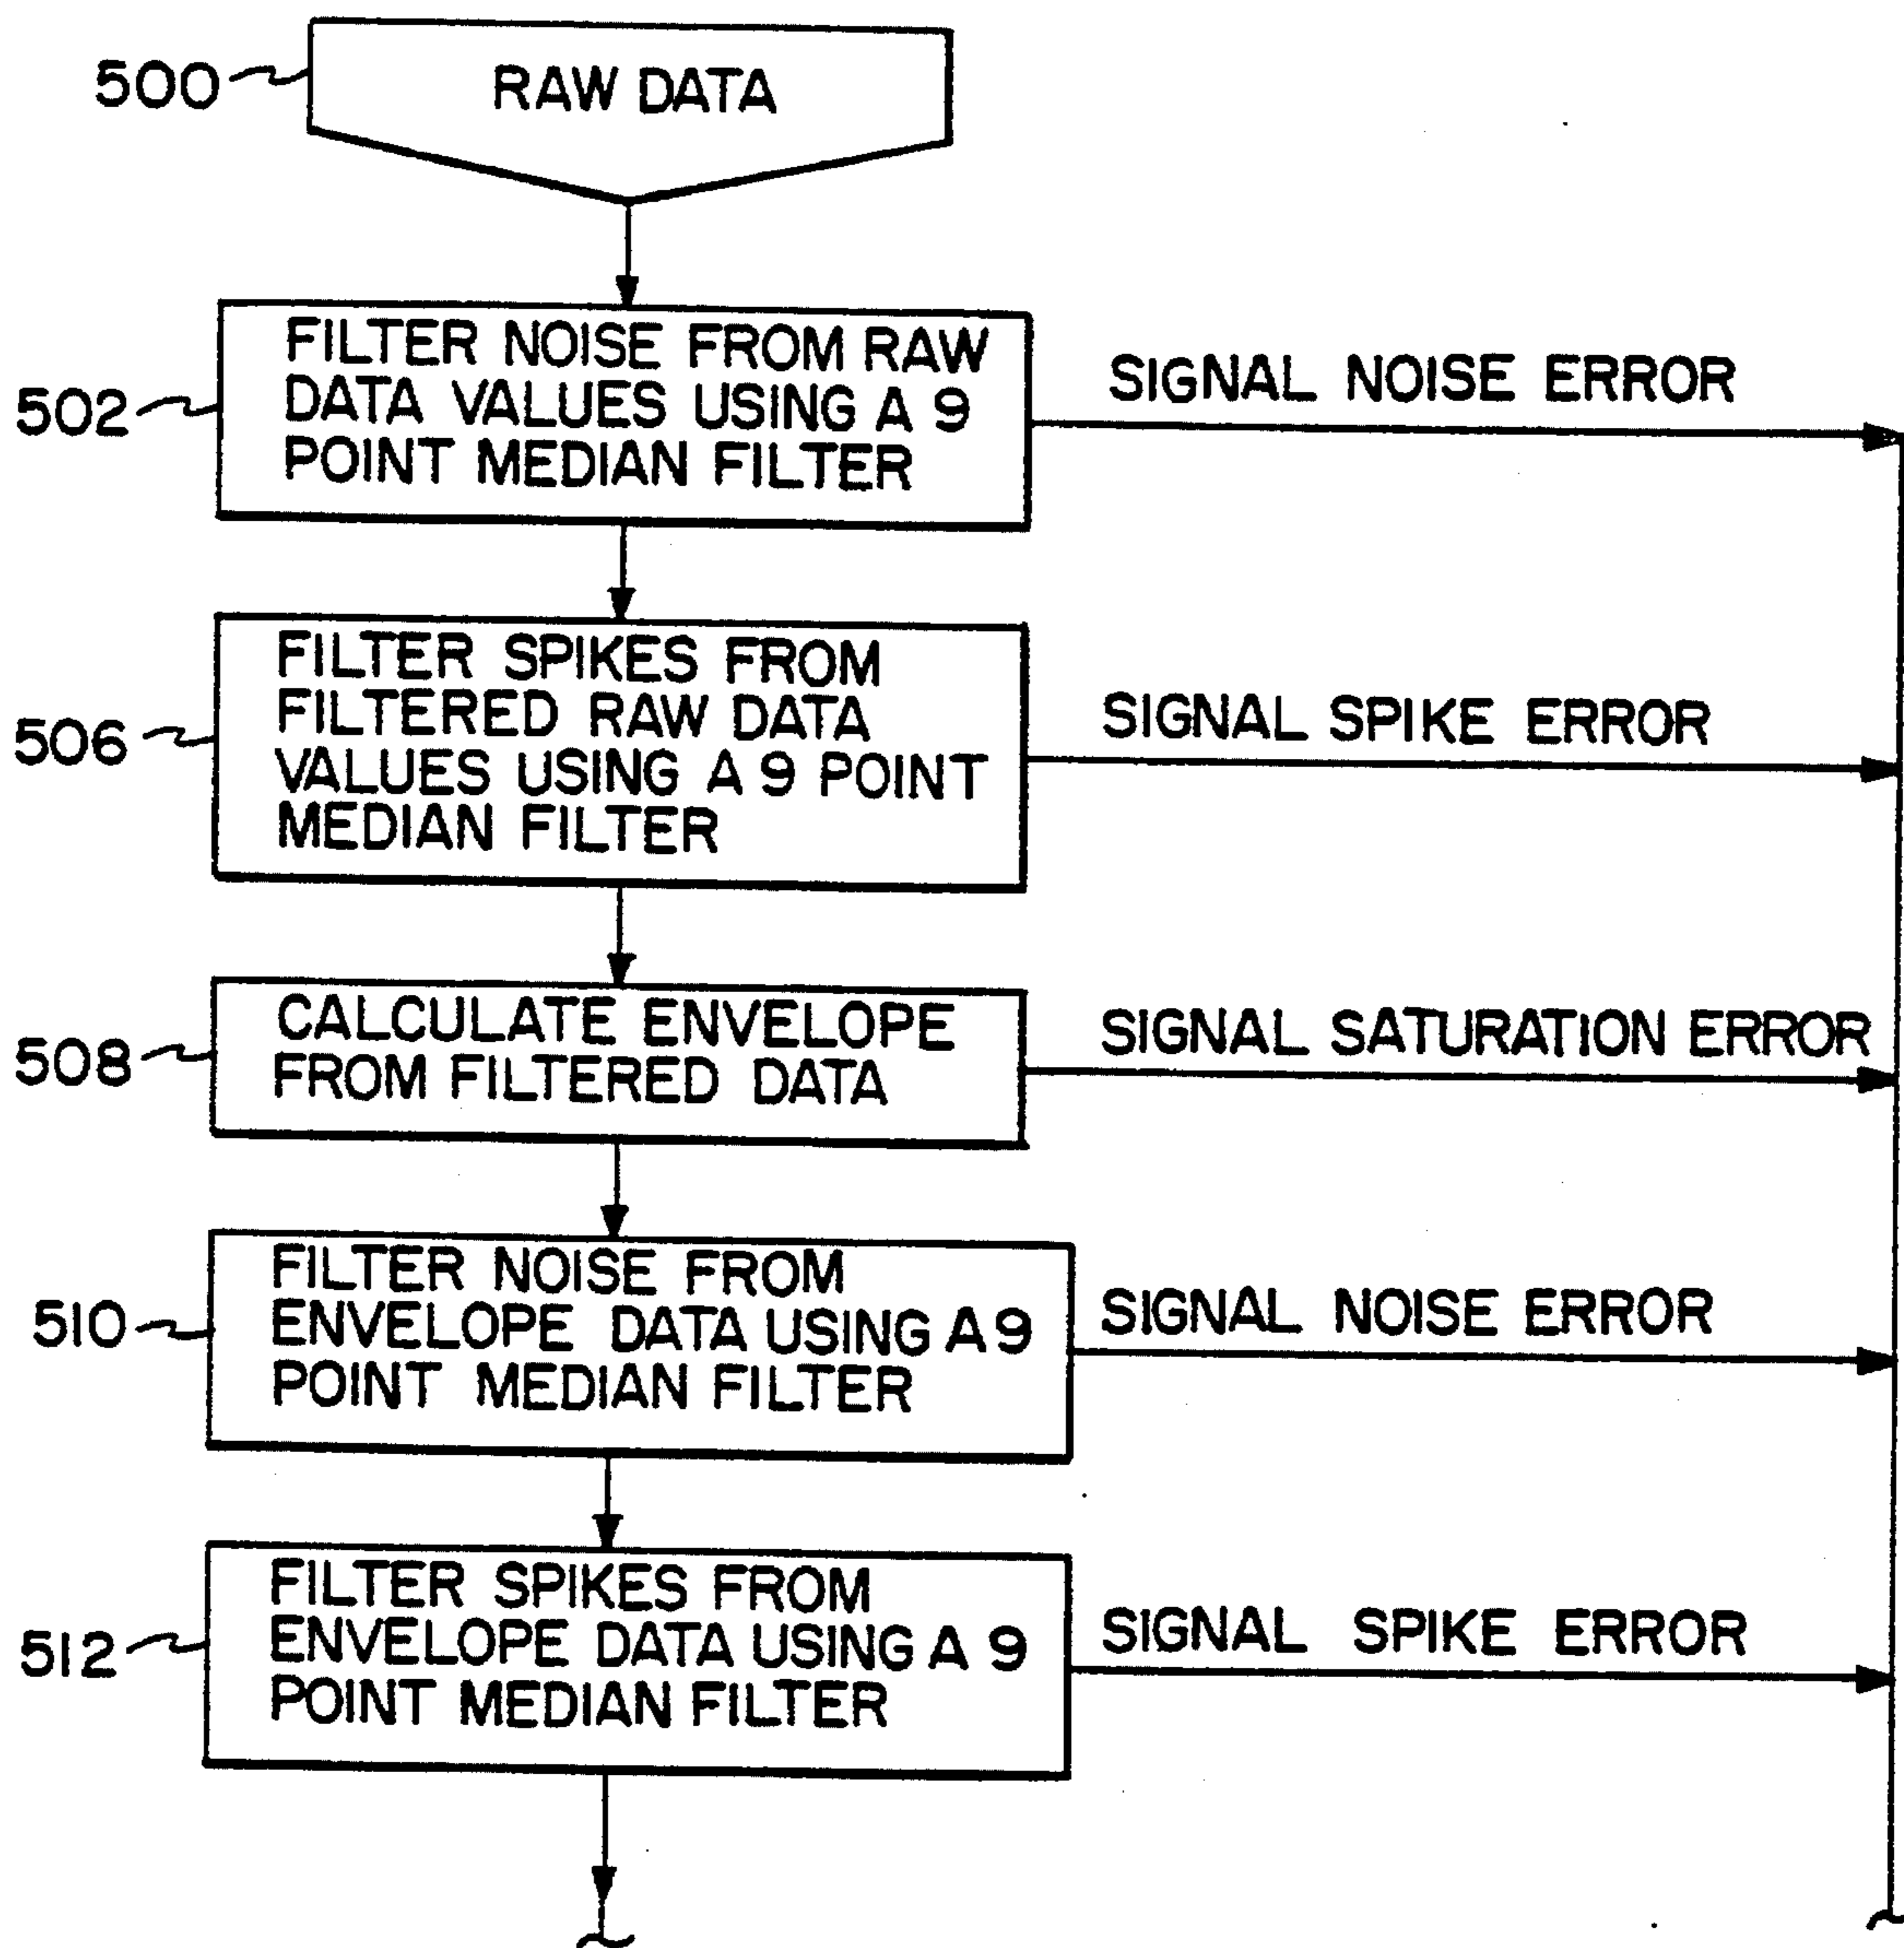 500
RAW DATA
502
FILTER NOISE FROM RAW
DATA VALUES USING A 9
POINT MEDIAN FILTER
SIGNAL NOISE ERROR
506
FILTER SPIKES FROM
FILTERED RAW DATA
VALUES USING A 9 POINT
MEDIAN FILTER
SIGNAL SPIKE ERROR
508
CALCULATE ENVELOPE
FROM FILTERED DATA
SIGNAL SATURATION ERROR
510
FILTER NOISE FROM
ENVELOPE DATA USING A 9
POINT MEDIAN FILTER
SIGNAL NOISE ERROR
512
FILTER SPIKES FROM
ENVELOPE DATA USING A 9
POINT MEDIAN FILTER
SIGNAL SPIKE ERROR